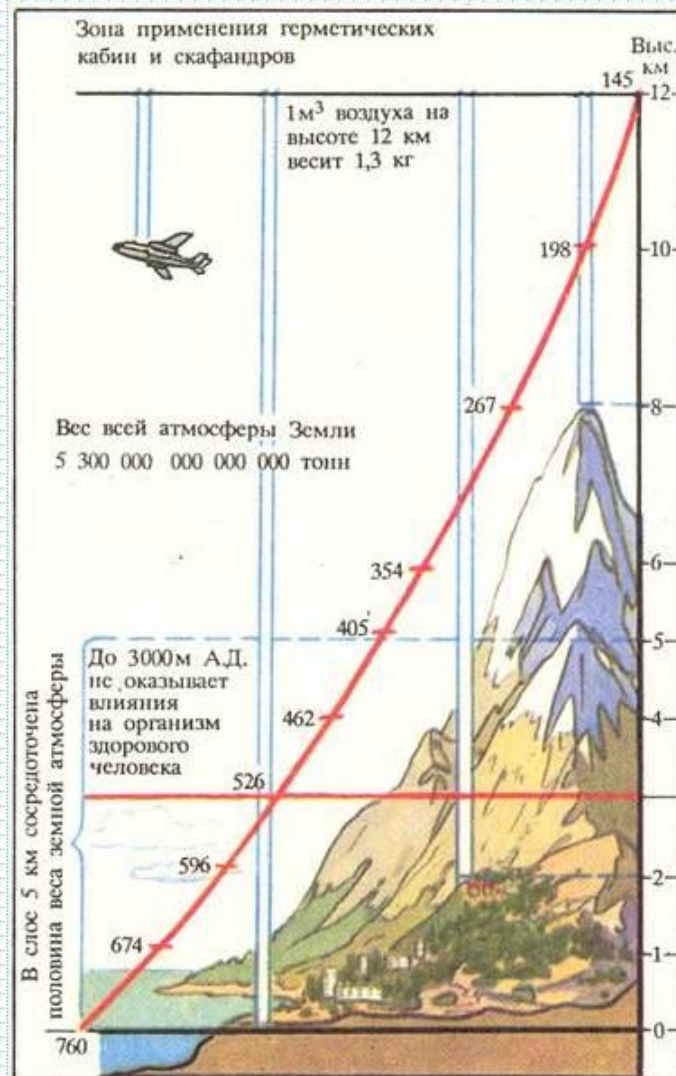 Зона применения герметических
кабин и скафандров
Выс.
км
145
12
1м³ воздуха на
высоте 12 км
весит 1,3 кг
198
10
267
8
Вес всей атмосферы Земли
5 300 000 000 000 000 тонн
354
6
405
5
До 3000м А.Д.
не оказывает
влияния
на организм
здорового
человека
462
4
526
596
2
674
1
760
0
В слое 5 км сосредоточена
половина веса земной атмосферы